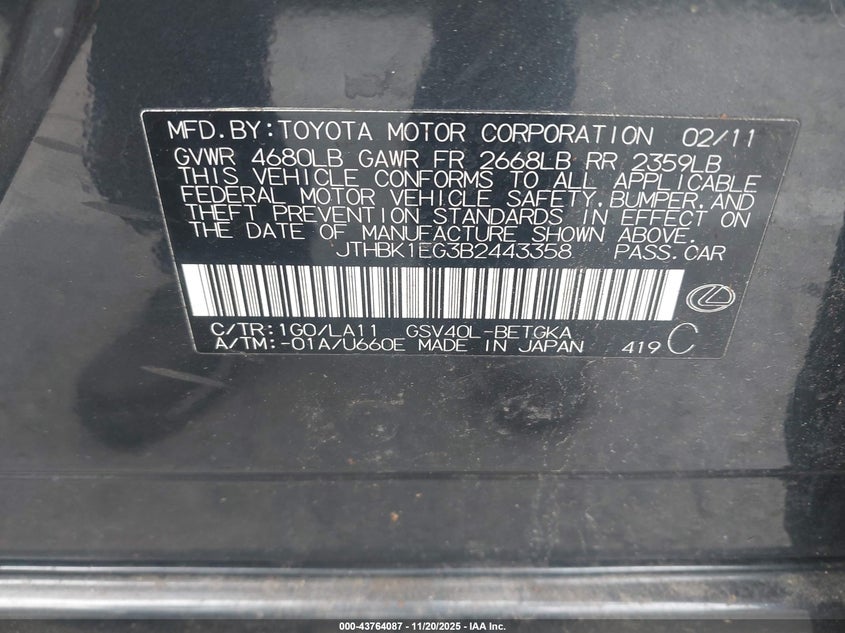 MFD.BY:TOYOTA MOTOR CORPORATION 02/11
GVWR 4680LB GAWR FR 2668LB RR 2359LB
THIS VEHICLE CONFORMS TO ALL APPLICABLE
FEDERAL MOTOR VEHICLE SAFETY,BUMPER,AND
THEFT PREVENTION STANDARDS IN EFFECT ON
THE DATE OF MANUFACTURE SHOWN ABOVE.
JTHBK1EG3B2443358 PASS.CAR
C/TR:1G0/LA11 GSV40L-BETGKA
A/TM:-01A/U660E MADE IN JAPAN 419 C
000-43764087 - 11/20/2025 - IAA Inc.